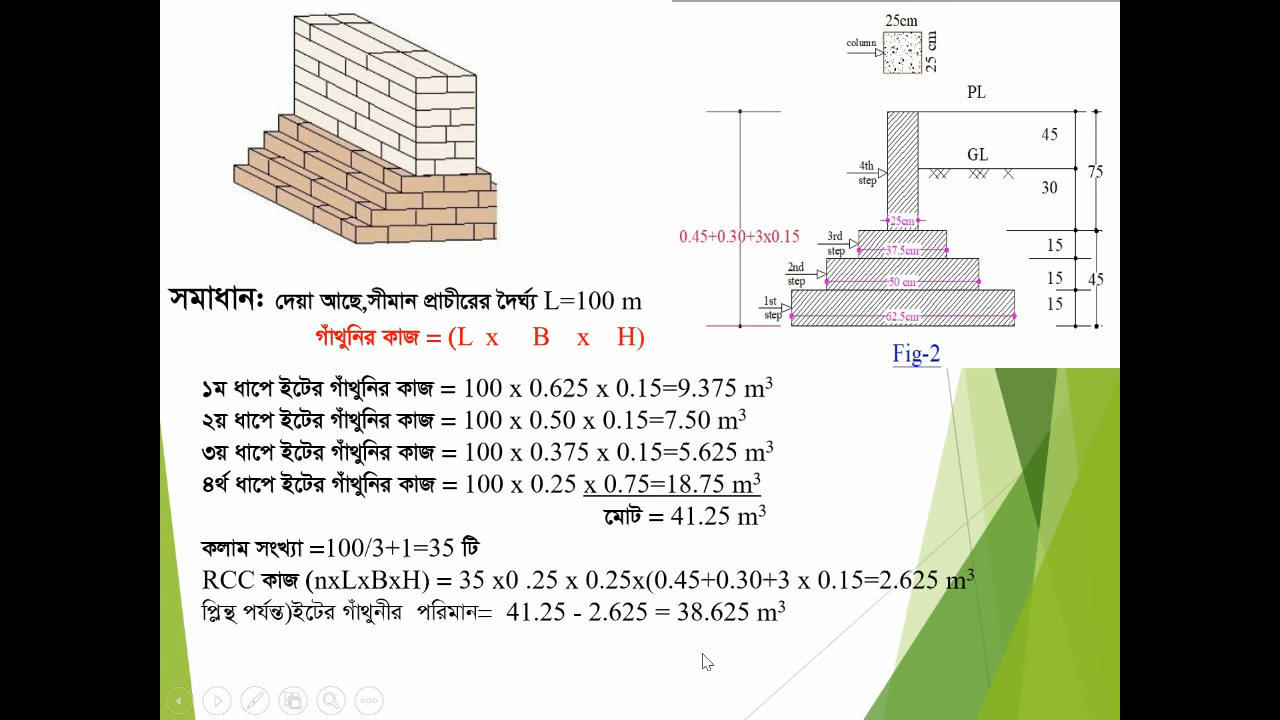 25cm
column
25 cm
PL
45
GL
4th
step
75
30
25cm
0.45+0.30+3x0.15
3rd
step
15
37.5cm
2nd
step
15
45
50 cm
1st
step
15
62.5cm
Fig-2
সমাধান: দেয়া আছে,সীমান প্রাচীরের দৈর্ঘ্য L=100 m
গাঁথুনির কাজ = (L x B x H)
১ম ধাপে ইটের গাঁথুনির কাজ = 100 x 0.625 x 0.15=9.375 m³
২য় ধাপে ইটের গাঁথুনির কাজ = 100 x 0.50 x 0.15=7.50 m³
৩য় ধাপে ইটের গাঁথুনির কাজ = 100 x 0.375 x 0.15=5.625 m³
৪র্থ ধাপে ইটের গাঁথুনির কাজ = 100 x 0.25 x 0.75=18.75 m³
মোট = 41.25 m³
কলাম সংখ্যা =100/3+1=35 টি
RCC কাজ (nxLxBxH) = 35 x0 .25 x 0.25x(0.45+0.30+3 x 0.15=2.625 m³
প্লিন্থ পর্যন্ত)ইটের গাঁথুনীর পরিমান= 41.25 - 2.625 = 38.625 m³